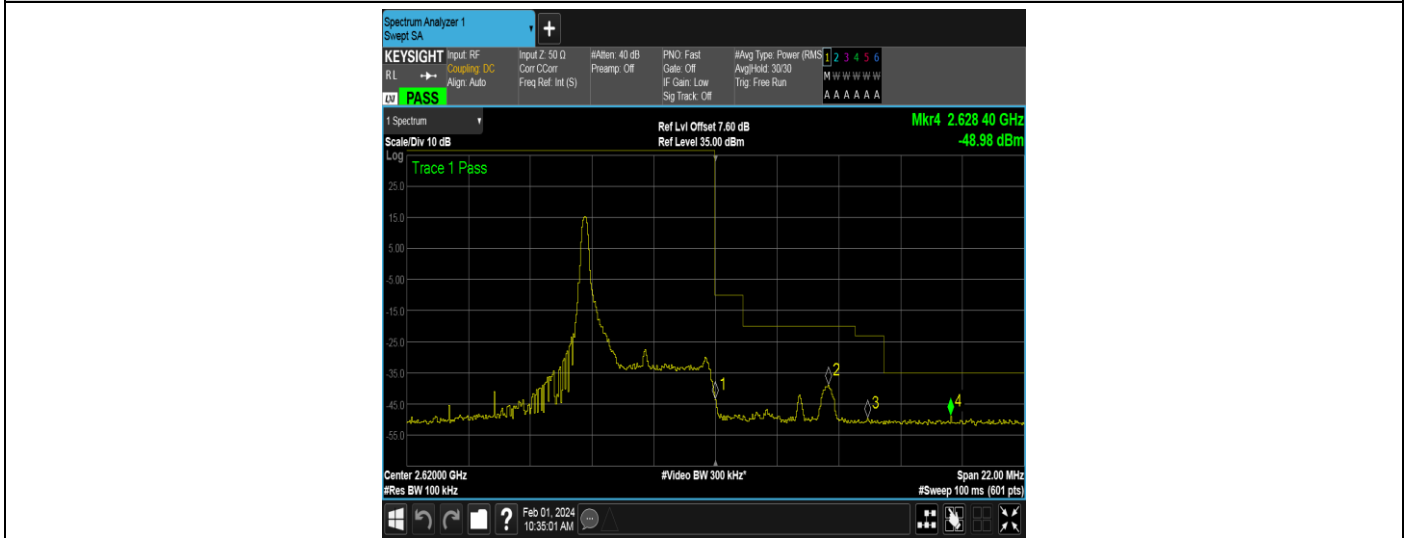 Spectrum Analyzer 1
Swept SA
+
KEYSIGHT Input: RF Input Z: 50 Ω #Atten: 40 dB PNO: Fast #Avg Type: Power (RMS 1 2 3 4 5 6
RL Coupling: DC Corr CCorr Preamp: Off Gate: Off Avg|Hold: 30/30 M W W W W W
Align: Auto Freq Ref: Int (S) IF Gain: Low Trig: Free Run
PASS Sig Track: Off A A A A A A
1 Spectrum Ref Lvl Offset 7.60 dB Mkr4 2.628 40 GHz
Scale/Div 10 dB Ref Level 35.00 dBm -48.98 dBm
Log
Trace 1 Pass
25.0
15.0
5.00
-5.00
-15.0
-25.0
-35.0
2
1
-45.0
3
4
-55.0
Center 2.62000 GHz #Video BW 300 kHz* Span 22.00 MHz
#Res BW 100 kHz #Sweep 100 ms (601 pts)
? Feb 01, 2024
10:35:01 AM